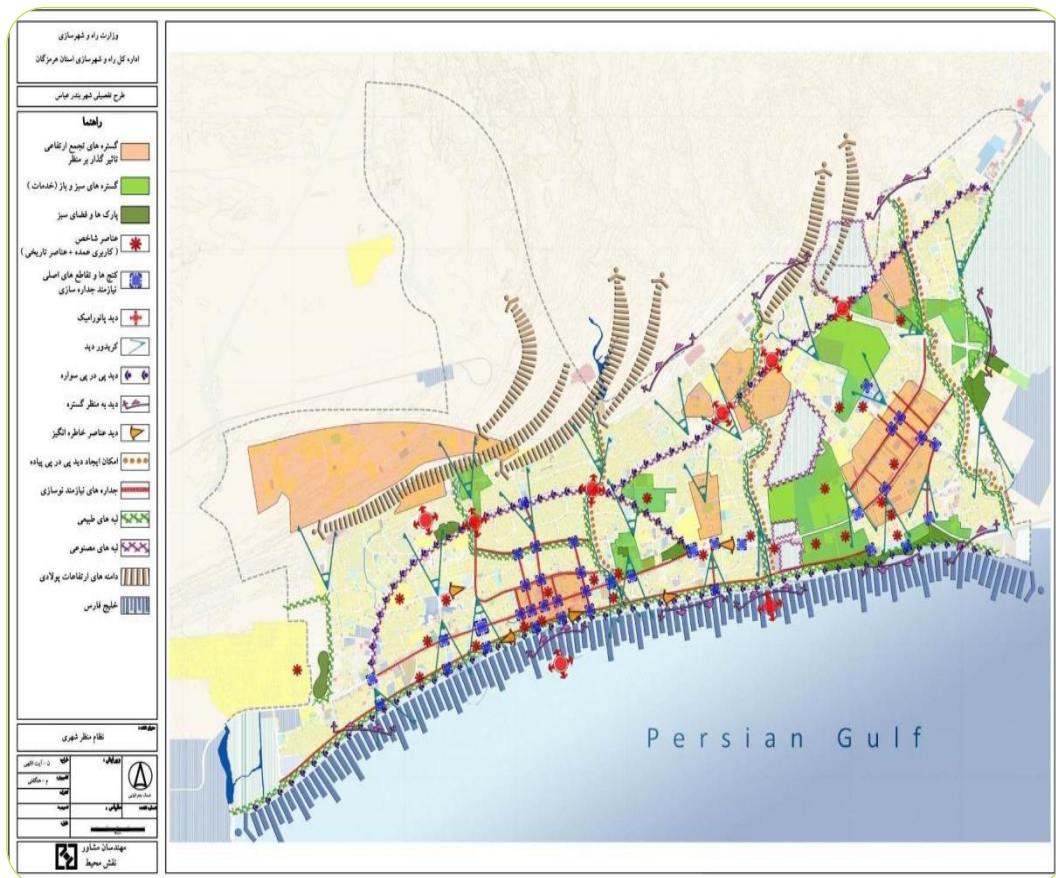 وزارت راه و شهرسازی
اداره کل راه و شهرسازی استان هرمزگان
طرح تفصیلی شهر بندر عباس
راهنما
گستره های تجمع ارتفاعی
تاثیر گذار بر منظر
گستره های سبز و باز (خدمات)
پارک ها و فضای سبز
عناصر شاخص
(کاربری عمده + عناصر تاریخی)
کنج ها و تقاطع های اصلی
نیازمند جداره سازی
دید پانورامیک
کریدور دید
دید پی در پی سواره
دید به منظر گستره
دید عناصر خاطره انگیز
امکان ایجاد دید پی در پی پیاده
جداره های نیازمند نوسازی
لبه های طبیعی
لبه های مصنوعی
دامنه های ارتفاعات پولادی
خلیج فارس
نظام منظر شهری
مهندسان مشاور
نقش محیط
Persian Gulf